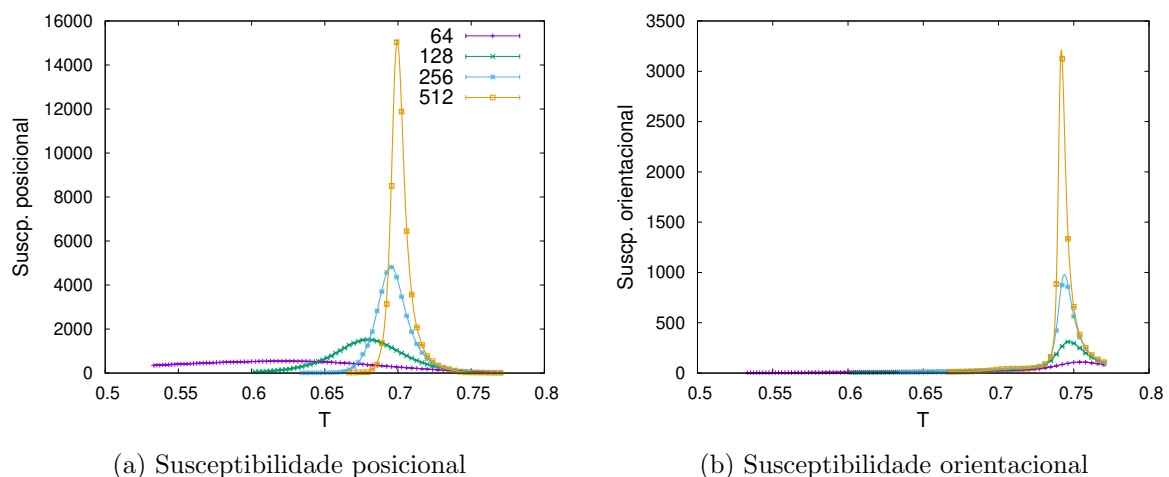 Suscp. posicional
16000
14000
12000
10000
8000
6000
4000
2000
0
0.5 0.55 0.6 0.65 0.7 0.75 0.8
T
64
128
256
512
(a) Susceptibilidade posicional
Suscp. orientacional
3500
3000
2500
2000
1500
1000
500
0
0.5 0.55 0.6 0.65 0.7 0.75 0.8
T
(b) Susceptibilidade orientacional